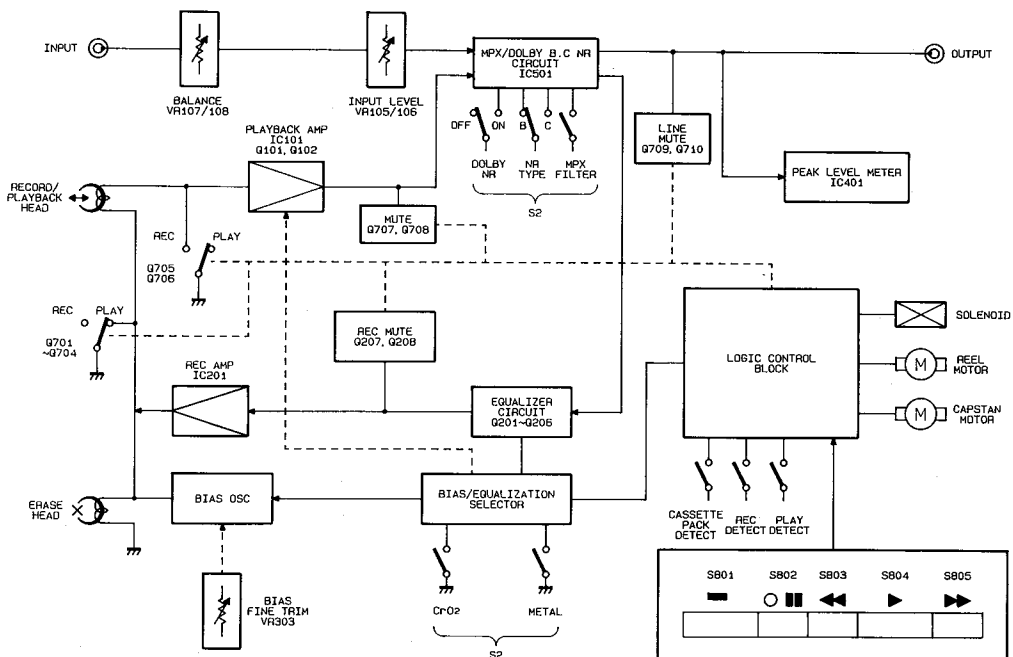 INPUT
BALANCE
VR107/108
INPUT LEVEL
VR105/106
MPX/DOLBY B.C NR
CIRCUIT
IC501
OUTPUT
OFF
ON
B
C
DOLBY
NR
NR
TYPE
MPX
FILTER
S2
LINE
MUTE
Q709, Q710
PEAK LEVEL METER
IC401
PLAYBACK AMP
IC101
Q101, Q102
RECORD/
PLAYBACK
HEAD
MUTE
Q707, Q708
REC
PLAY
Q705
Q706
REC
PLAY
Q701
~Q704
REC MUTE
Q207, Q208
REC AMP
IC201
EQUALIZER
CIRCUIT
Q201~Q206
LOGIC CONTROL
BLOCK
SOLENOID
M
REEL
MOTOR
M
CAPSTAN
MOTOR
CASSETTE
PACK
DETECT
REC
DETECT
PLAY
DETECT
ERASE
HEAD
BIAS OSC
BIAS/EQUALIZATION
SELECTOR
BIAS
FINE TRIM
VR303
CrO2
METAL
S2
S801
S802
S803
S804
S805